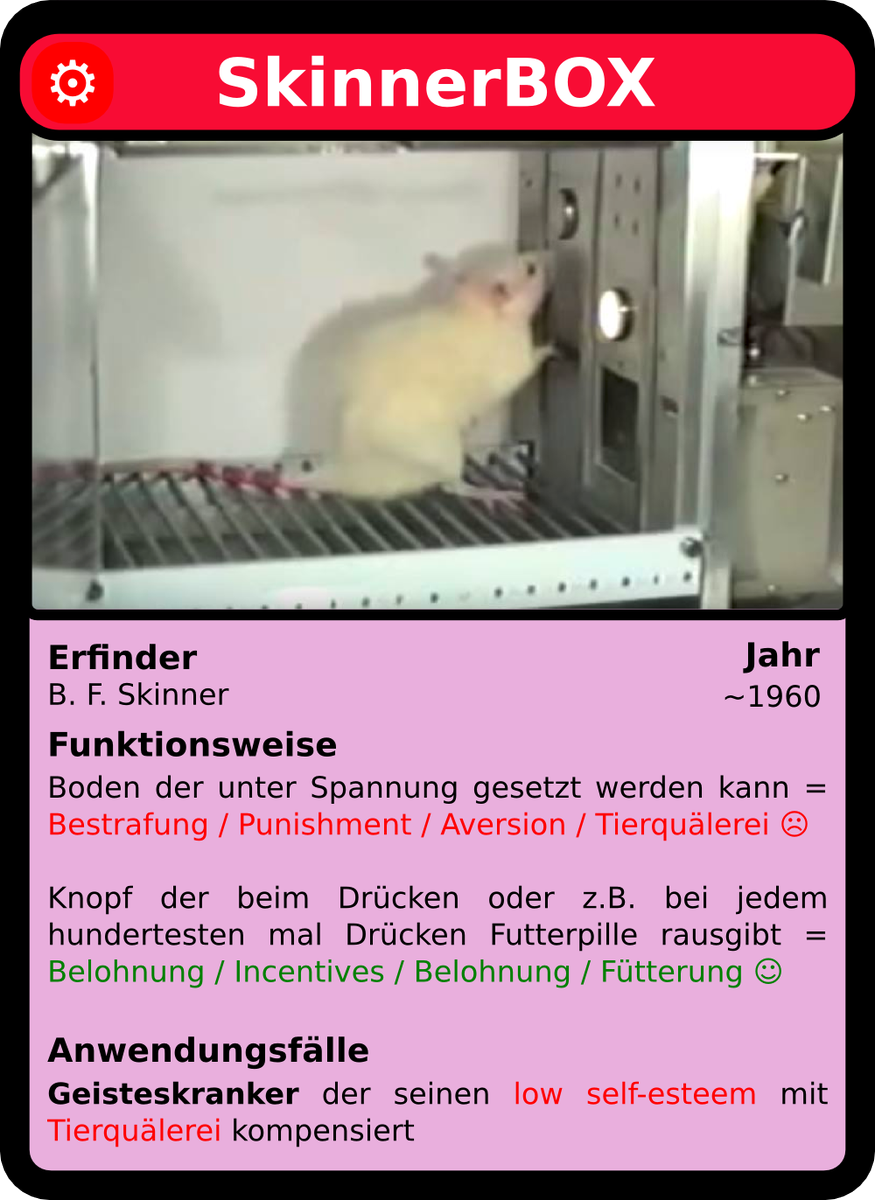 SkinnerBOX
Erfinder
Jahr
B. F. Skinner
~1960
Funktionsweise
Boden der unter Spannung gesetzt werden kann =
Bestrafung / Punishment / Aversion / Tierquälerei ☹
Knopf der beim Drücken oder z.B. bei jedem
hundertesten mal Drücken Futterpille rausgibt =
Belohnung / Incentives / Belohnung / Fütterung ☺
Anwendungsfälle
Geisteskranker der seinen low self-esteem mit
Tierquälerei kompensiert